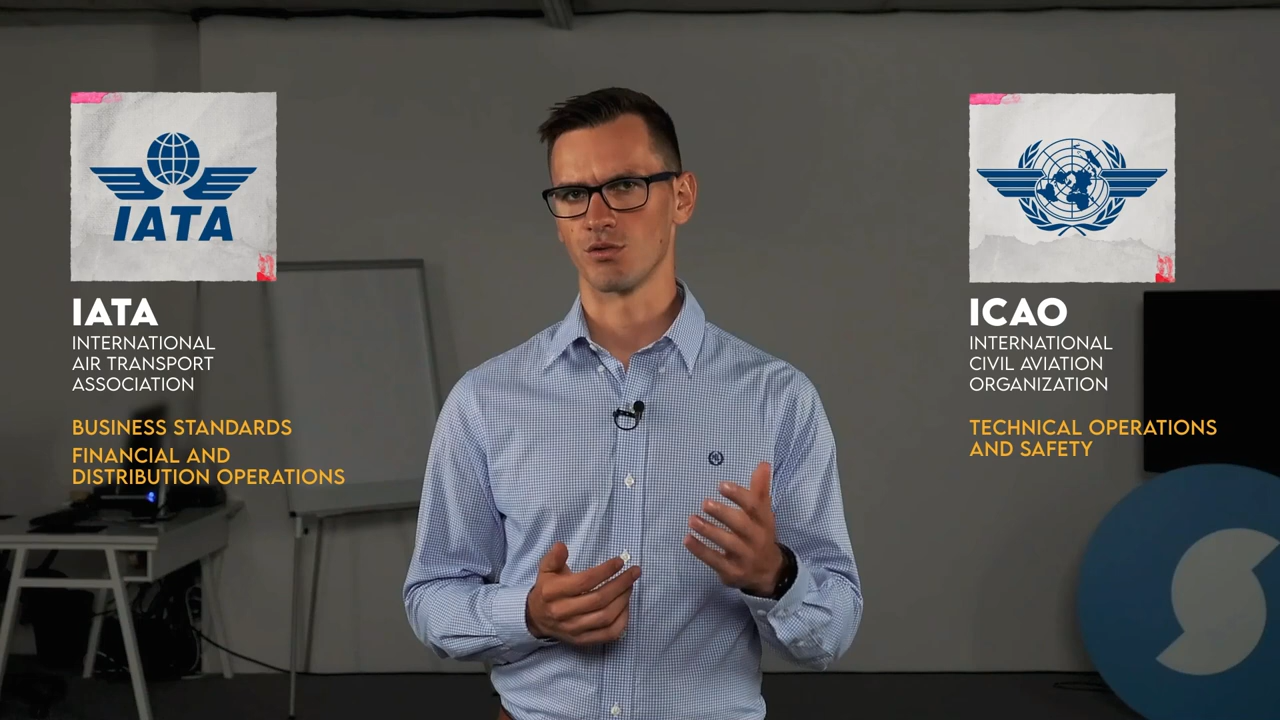 IATA
IATA
INTERNATIONAL
AIR TRANSPORT
ASSOCIATION
BUSINESS STANDARDS
FINANCIAL AND
DISTRIBUTION OPERATIONS
ICAO
INTERNATIONAL
CIVIL AVIATION
ORGANIZATION
TECHNICAL OPERATIONS
AND SAFETY